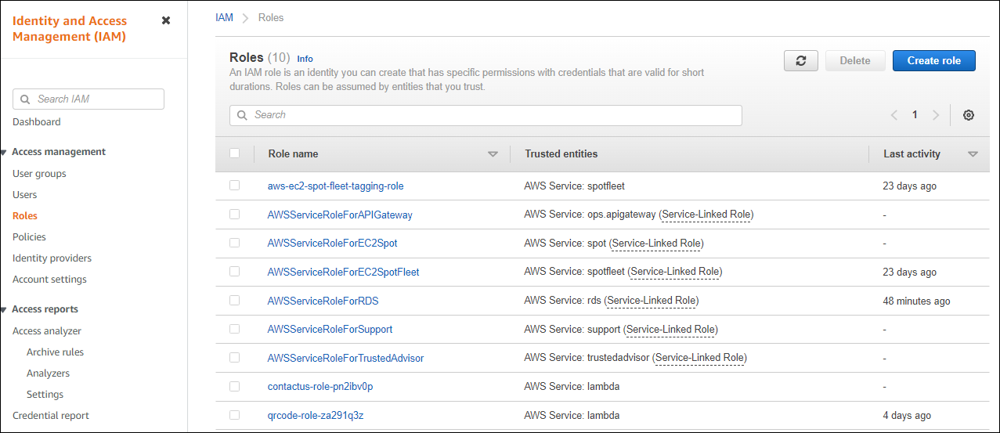 Identity and Access
Management (IAM)
Search IAM
Dashboard
Access management
User groups
Users
Roles
Policies
Identity providers
Account settings
Access reports
Access analyzer
Archive rules
Analyzers
Settings
Credential report
IAM Roles
Roles (10) Info
An IAM role is an identity you can create that has specific permissions with credentials that are valid for short
durations. Roles can be assumed by entities that you trust.
Delete
Create role
Search
1
Role name Trusted entities Last activity
aws-ec2-spot-fleet-tagging-role AWS Service: spotfleet 23 days ago
AWSServiceRoleForAPIGateway AWS Service: ops.apigateway (Service-Linked Role) -
AWSServiceRoleForEC2Spot AWS Service: spot (Service-Linked Role) -
AWSServiceRoleForEC2SpotFleet AWS Service: spotfleet (Service-Linked Role) 23 days ago
AWSServiceRoleForRDS AWS Service: rds (Service-Linked Role) 48 minutes ago
AWSServiceRoleForSupport AWS Service: support (Service-Linked Role) -
AWSServiceRoleForTrustedAdvisor AWS Service: trustedadvisor (Service-Linked Role) -
contactus-role-pn2ibv0p AWS Service: lambda -
qrcode-role-za291q3z AWS Service: lambda 4 days ago